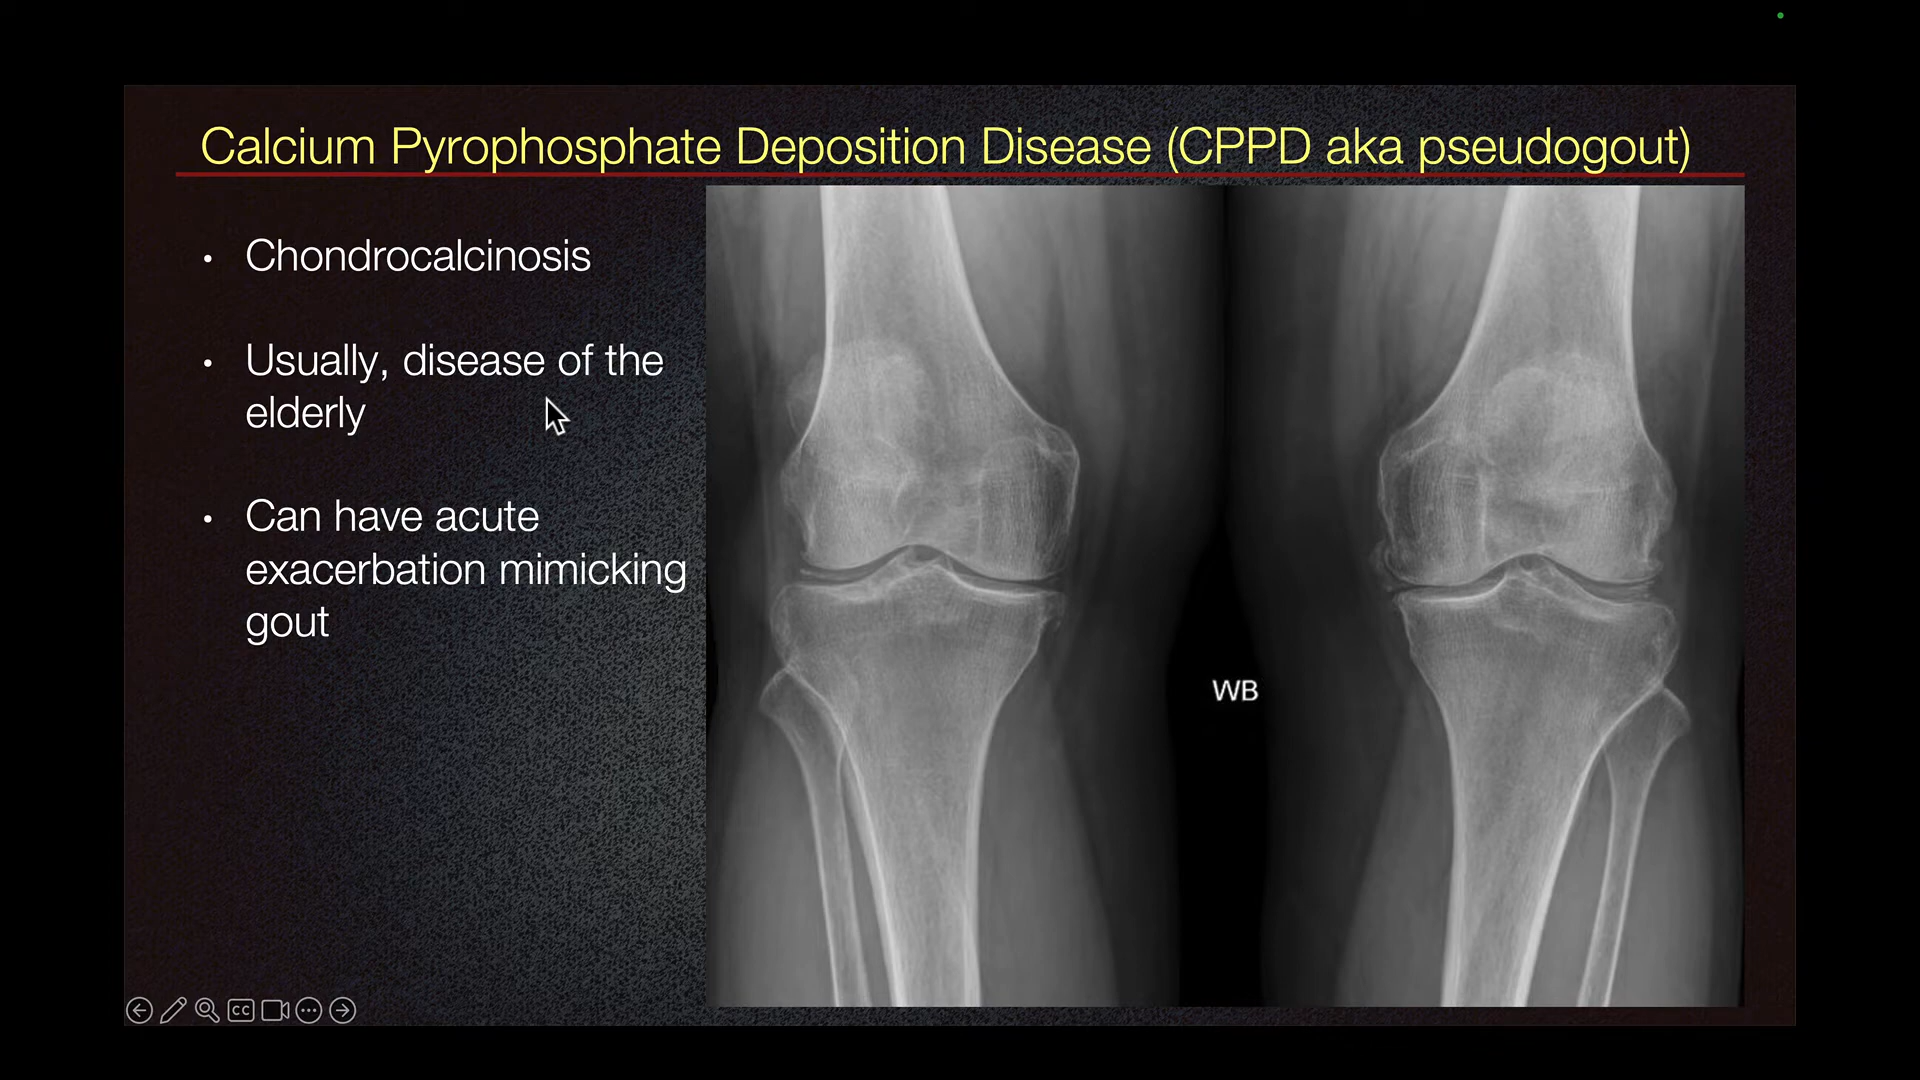 Calcium Pyrophosphate Deposition Disease (CPPD aka pseudogout)
• Chondrocalcinosis
• Usually, disease of the
elderly
• Can have acute
exacerbation mimicking
gout
WB
CC